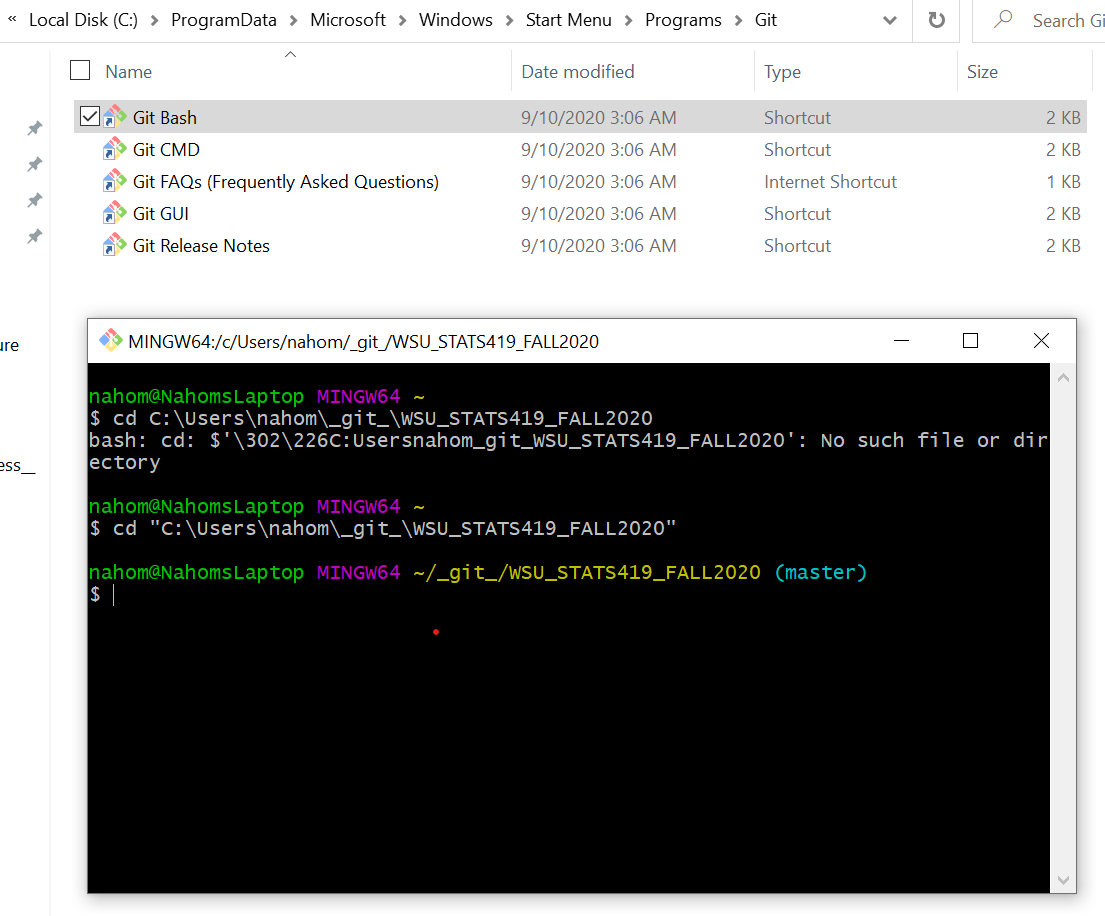 « Local Disk (C:) > ProgramData > Microsoft > Windows > Start Menu > Programs > Git Search Gi
Name Date modified Type Size
Git Bash 9/10/2020 3:06 AM Shortcut 2 KB
Git CMD 9/10/2020 3:06 AM Shortcut 2 KB
Git FAQs (Frequently Asked Questions) 9/10/2020 3:06 AM Internet Shortcut 1 KB
Git GUI 9/10/2020 3:06 AM Shortcut 2 KB
Git Release Notes 9/10/2020 3:06 AM Shortcut 2 KB
ure
ess__
MINGW64:/c/Users/nahom/_git_/WSU_STATS419_FALL2020
nahom@NahomsLaptop MINGW64 ~
$ cd C:\Users\nahom\_git_\WSU_STATS419_FALL2020
bash: cd: $'\302\226C:Usersnahom_git_WSU_STATS419_FALL2020': No such file or dir
ectory
nahom@NahomsLaptop MINGW64 ~
$ cd "C:\Users\nahom\_git_\WSU_STATS419_FALL2020"
nahom@NahomsLaptop MINGW64 ~/_git_/WSU_STATS419_FALL2020 (master)
$